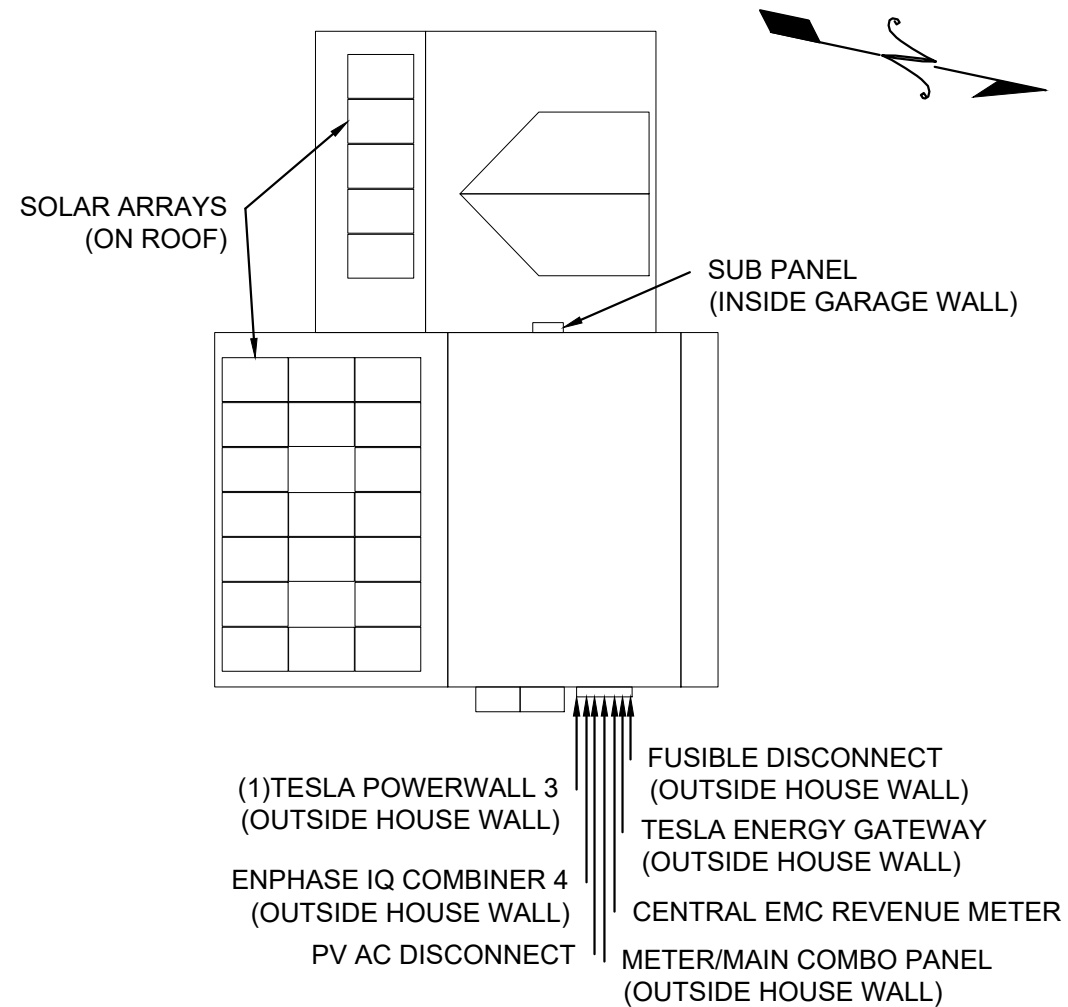 SOLAR ARRAYS
(ON ROOF)
SUB PANEL
(INSIDE GARAGE WALL)
(1)TESLA POWERWALL 3
(OUTSIDE HOUSE WALL)
ENPHASE IQ COMBINER 4
(OUTSIDE HOUSE WALL)
PV AC DISCONNECT
FUSIBLE DISCONNECT
(OUTSIDE HOUSE WALL)
TESLA ENERGY GATEWAY
(OUTSIDE HOUSE WALL)
CENTRAL EMC REVENUE METER
METER/MAIN COMBO PANEL
(OUTSIDE HOUSE WALL)